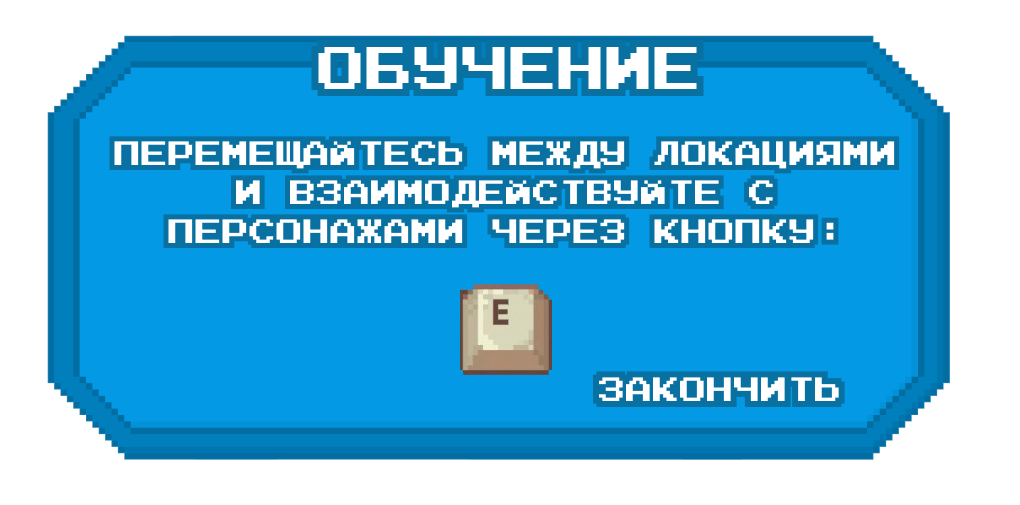 ОБУЧЕНИЕ
ПЕРЕМЕЩАЙТЕСЬ МЕЖДУ ЛОКАЦИЯМИ
И ВЗАИМОДЕЙСТВУЙТЕ С
ПЕРСОНАЖАМИ ЧЕРЕЗ КНОПКУ:
E
ЗАКОНЧИТЬ